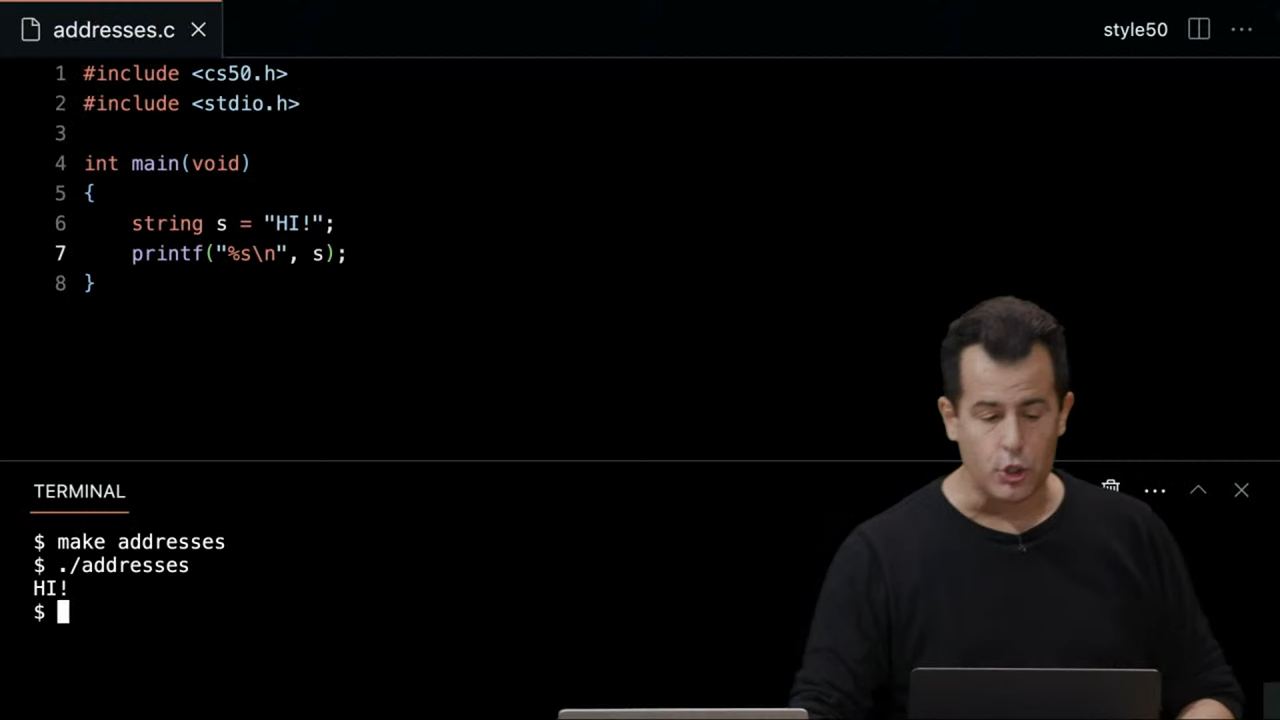 addresses.c
style50
1 #include <cs50.h>
2 #include <stdio.h>
3
4 int main(void)
5 {
6     string s = "HI!";
7     printf("%s\n", s);
8 }
TERMINAL
$ make addresses
$ ./addresses
HI!
$